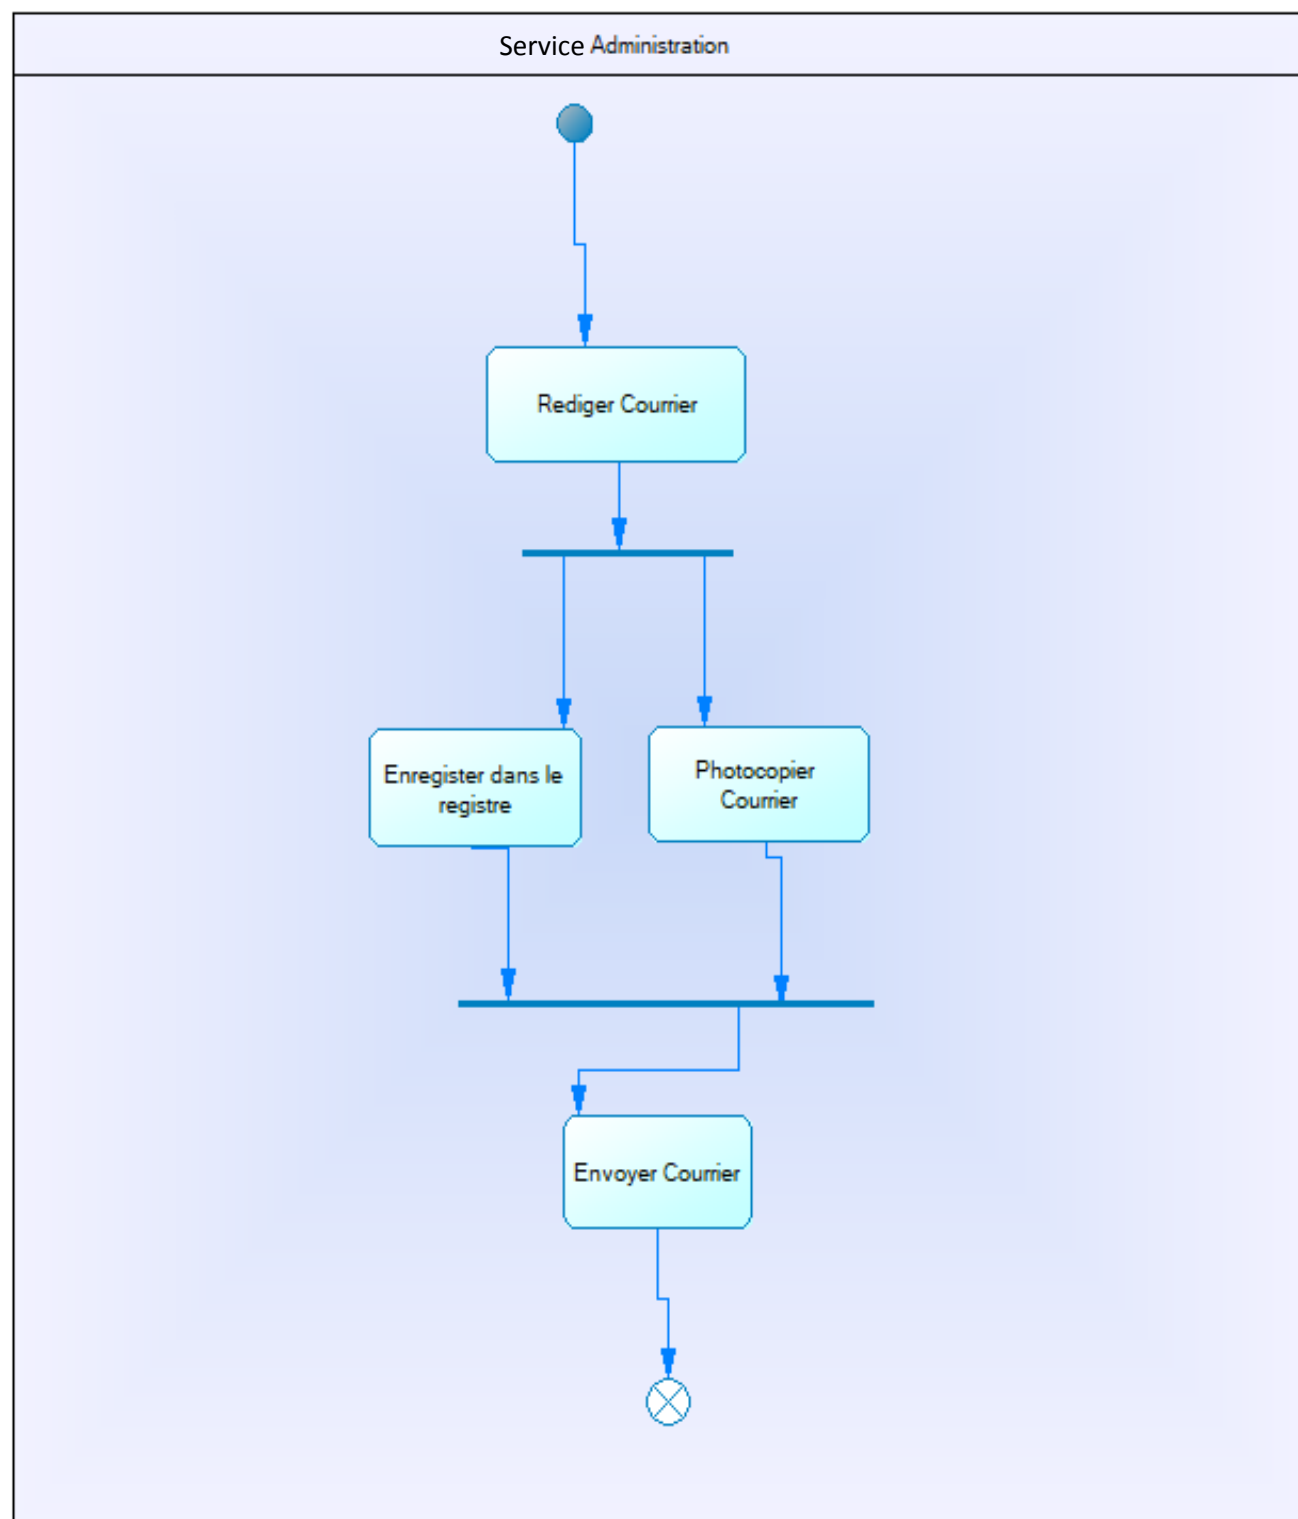 Service Administration
Rediger Courrier
Enregister dans le
registre
Photocopier
Courrier
Envoyer Courrier